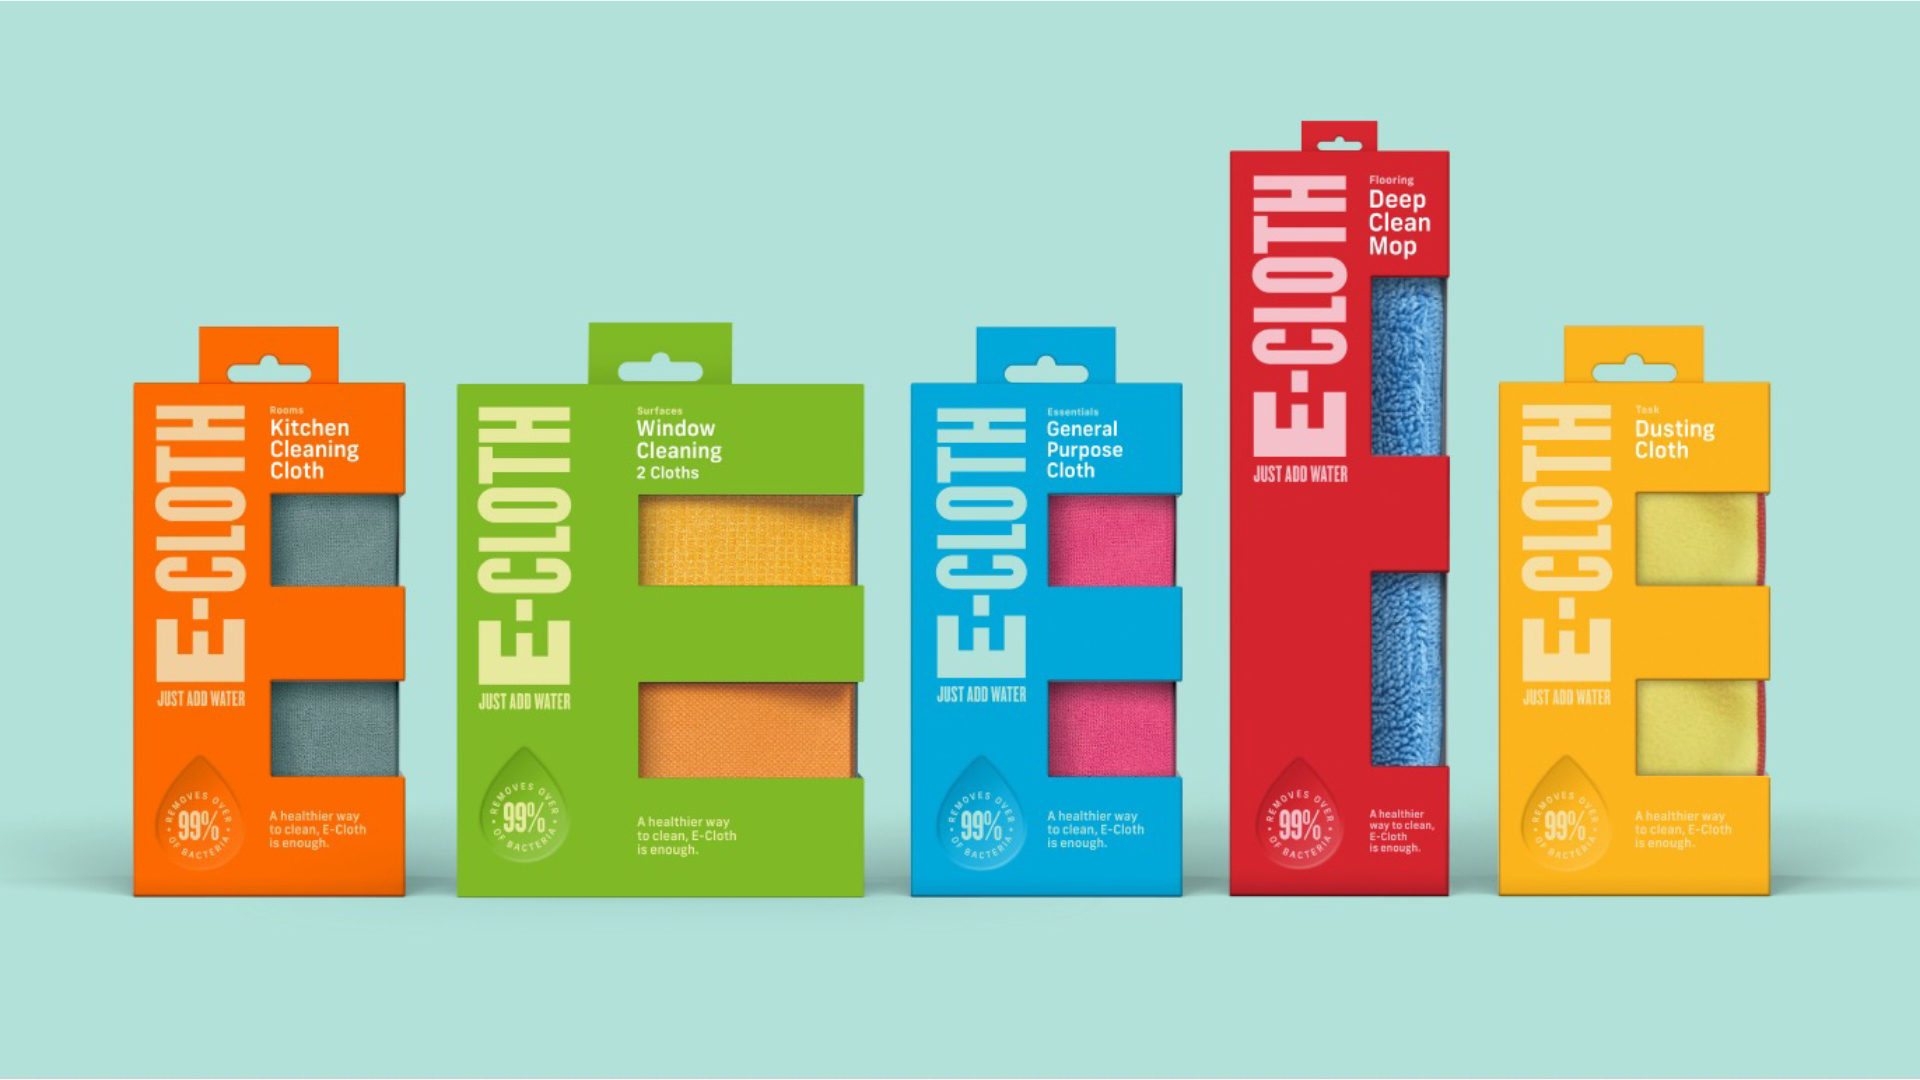 E-CLOTH
JUST ADD WATER
Rooms
Kitchen
Cleaning
Cloth
REMOVES OVER
99%
OF BACTERIA
A healthier way
to clean, E-Cloth
is enough.
E-CLOTH
JUST ADD WATER
Surfaces
Window
Cleaning
2 Cloths
REMOVES OVER
99%
OF BACTERIA
A healthier way
to clean, E-Cloth
is enough.
E-CLOTH
JUST ADD WATER
Essentials
General
Purpose
Cloth
REMOVES OVER
99%
OF BACTERIA
A healthier way
to clean, E-Cloth
is enough.
E-CLOTH
JUST ADD WATER
Flooring
Deep
Clean
Mop
REMOVES OVER
99%
OF BACTERIA
A healthier
way to clean,
E-Cloth
is enough.
E-CLOTH
JUST ADD WATER
Task
Dusting
Cloth
REMOVES OVER
99%
OF BACTERIA
A healthier way
to clean, E-Cloth
is enough.